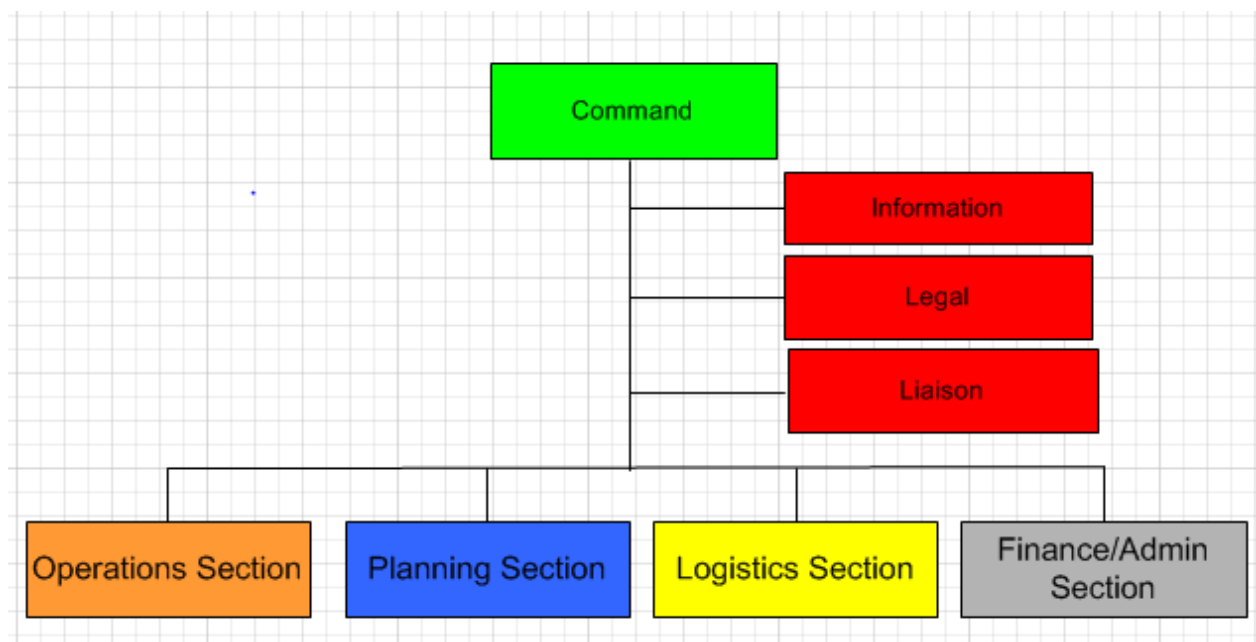 Command
Information
Legal
Liaison
Operations Section
Planning Section
Logistics Section
Finance/Admin
Section